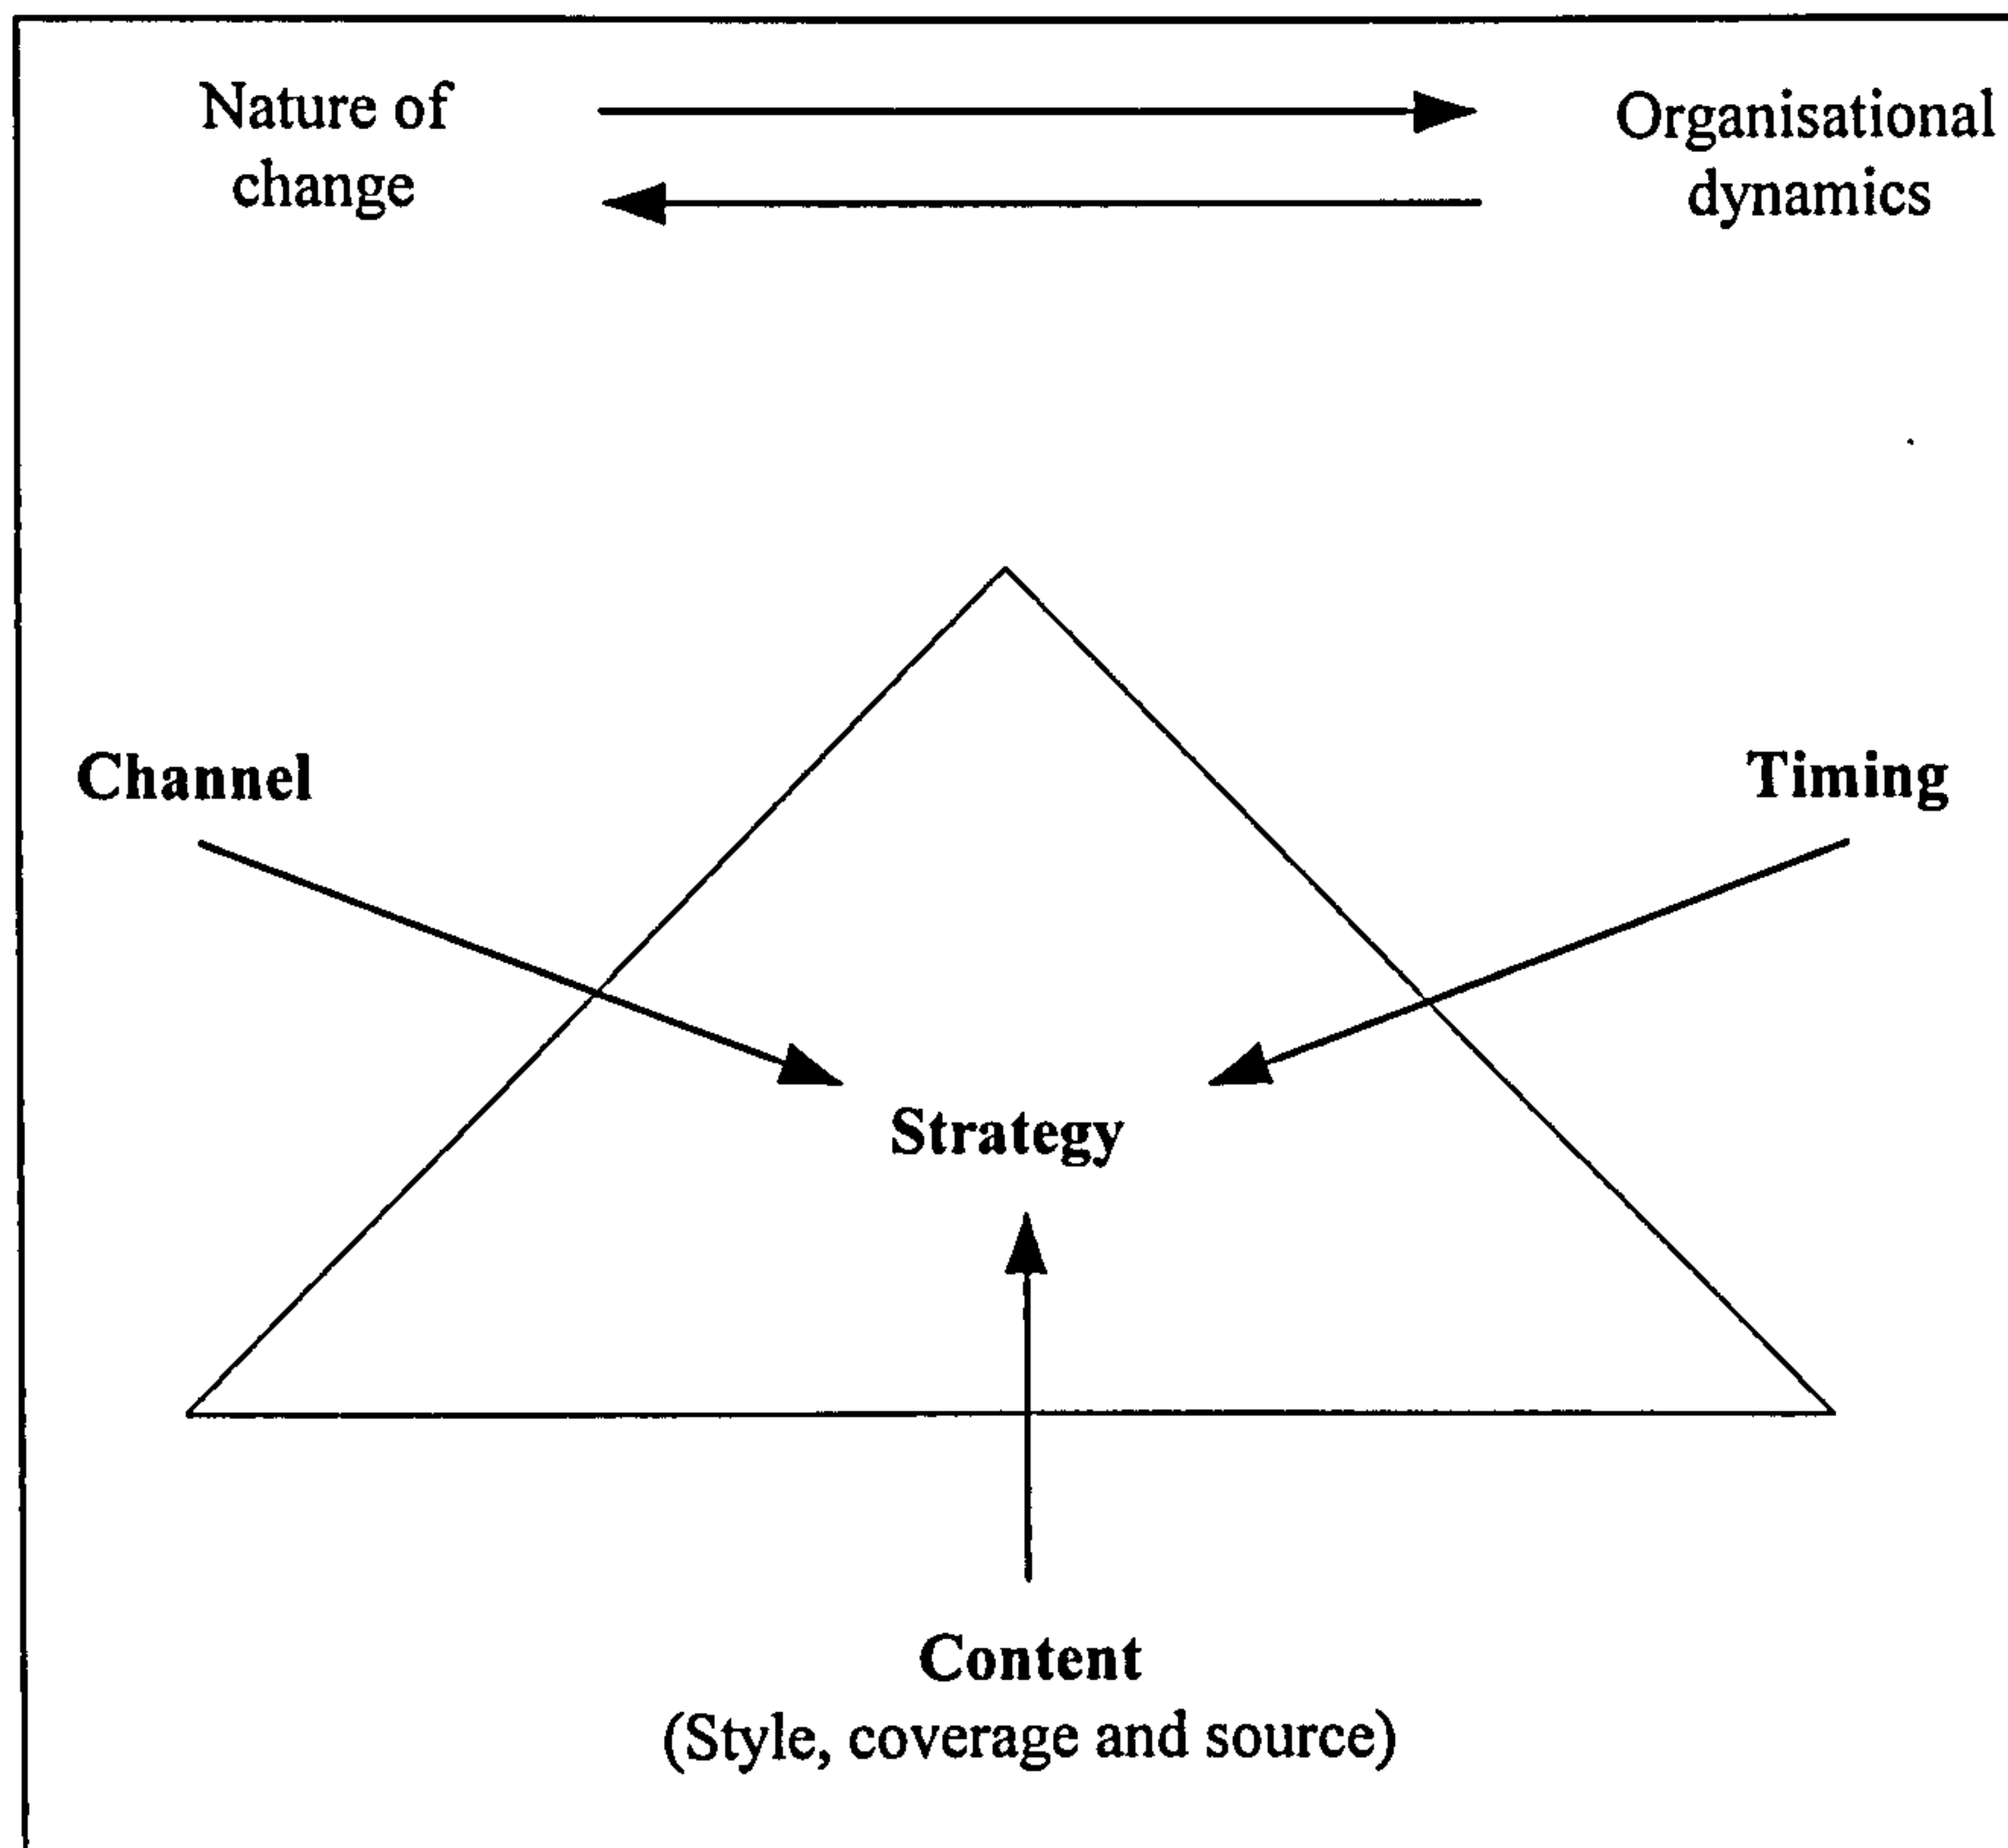 Nature of
change
Organisational
dynamics
Channel
Timing
Strategy
Content
(Style, coverage and source)